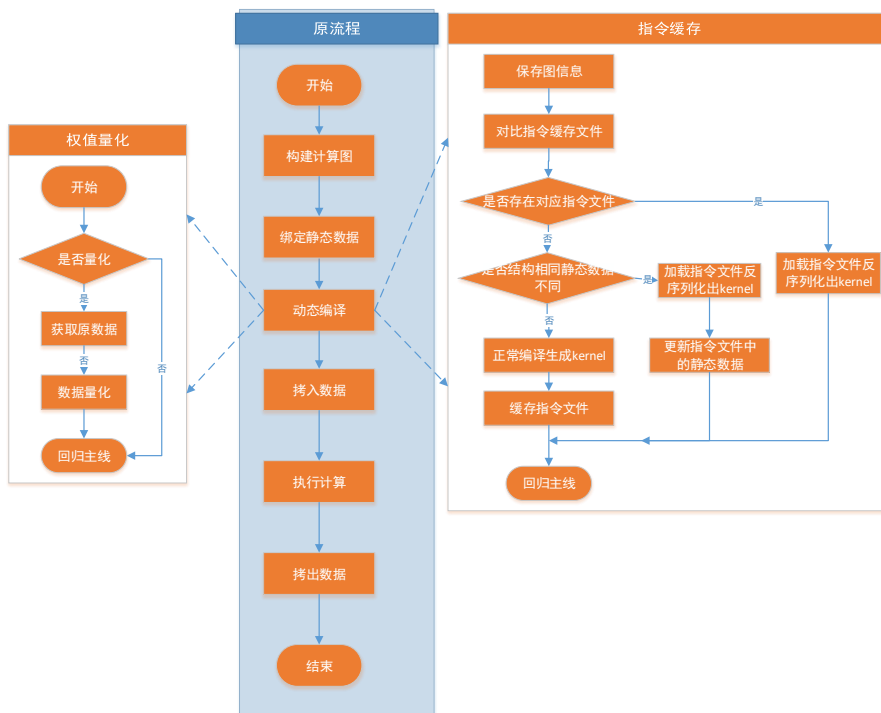 权值量化
开始
是否量化
是
获取原数据
否
否
数据量化
回归主线
原流程
开始
构建计算图
绑定静态数据
动态编译
拷入数据
执行计算
拷出数据
结束
指令缓存
保存图信息
对比指令缓存文件
是否存在对应指令文件
是
否
是否结构相同静态数据
不同
是
加载指令文件反
序列化出kernel
加载指令文件反
序列化出kernel
否
正常编译生成kernel
更新指令文件中
的静态数据
缓存指令文件
回归主线